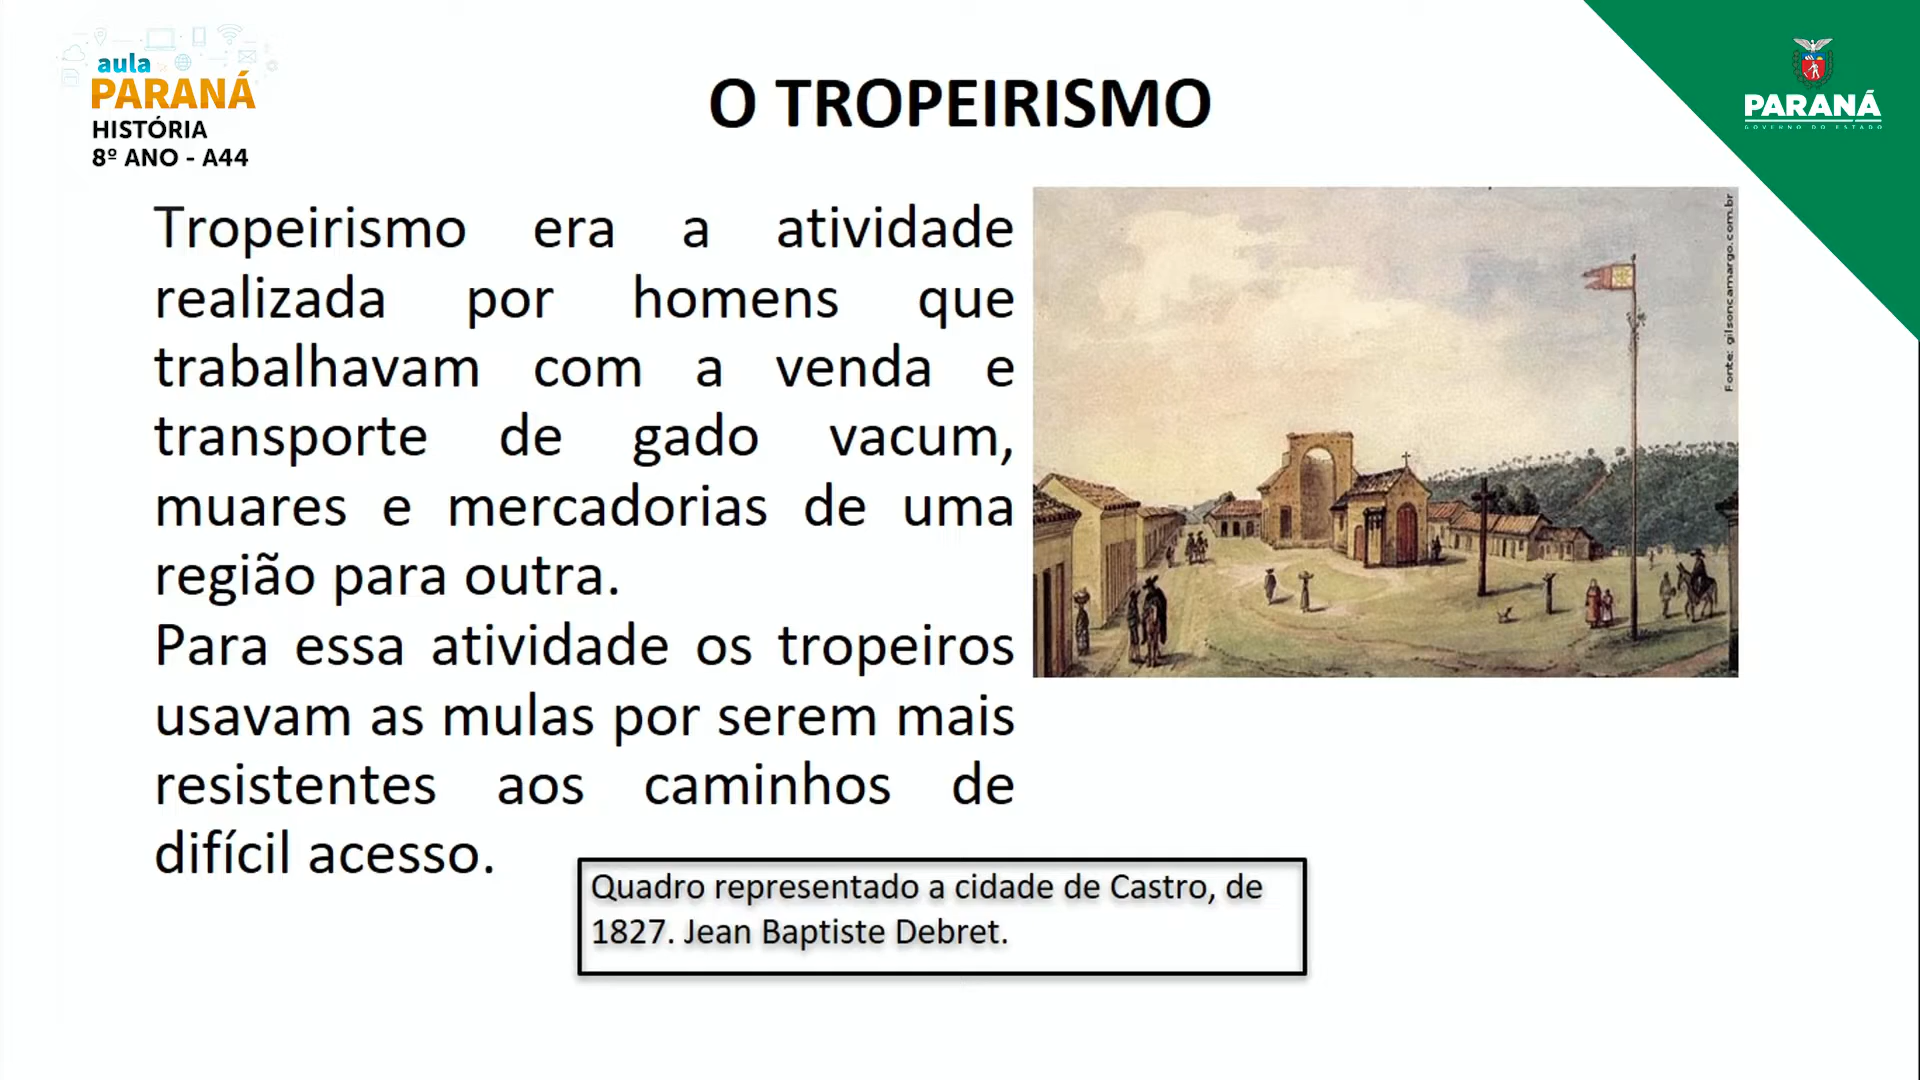 aula
PARANÁ
HISTÓRIA
8º ANO - A44
O TROPEIRISMO
PARANÁ
GOVERNO DO ESTADO
Tropeirismo era a atividade
realizada por homens que
trabalhavam com a venda e
transporte de gado vacum,
muares e mercadorias de uma
região para outra.
Para essa atividade os tropeiros
usavam as mulas por serem mais
resistentes aos caminhos de
difícil acesso.
Fonte: gilsoncamargo.com.br
Quadro representado a cidade de Castro, de
1827. Jean Baptiste Debret.